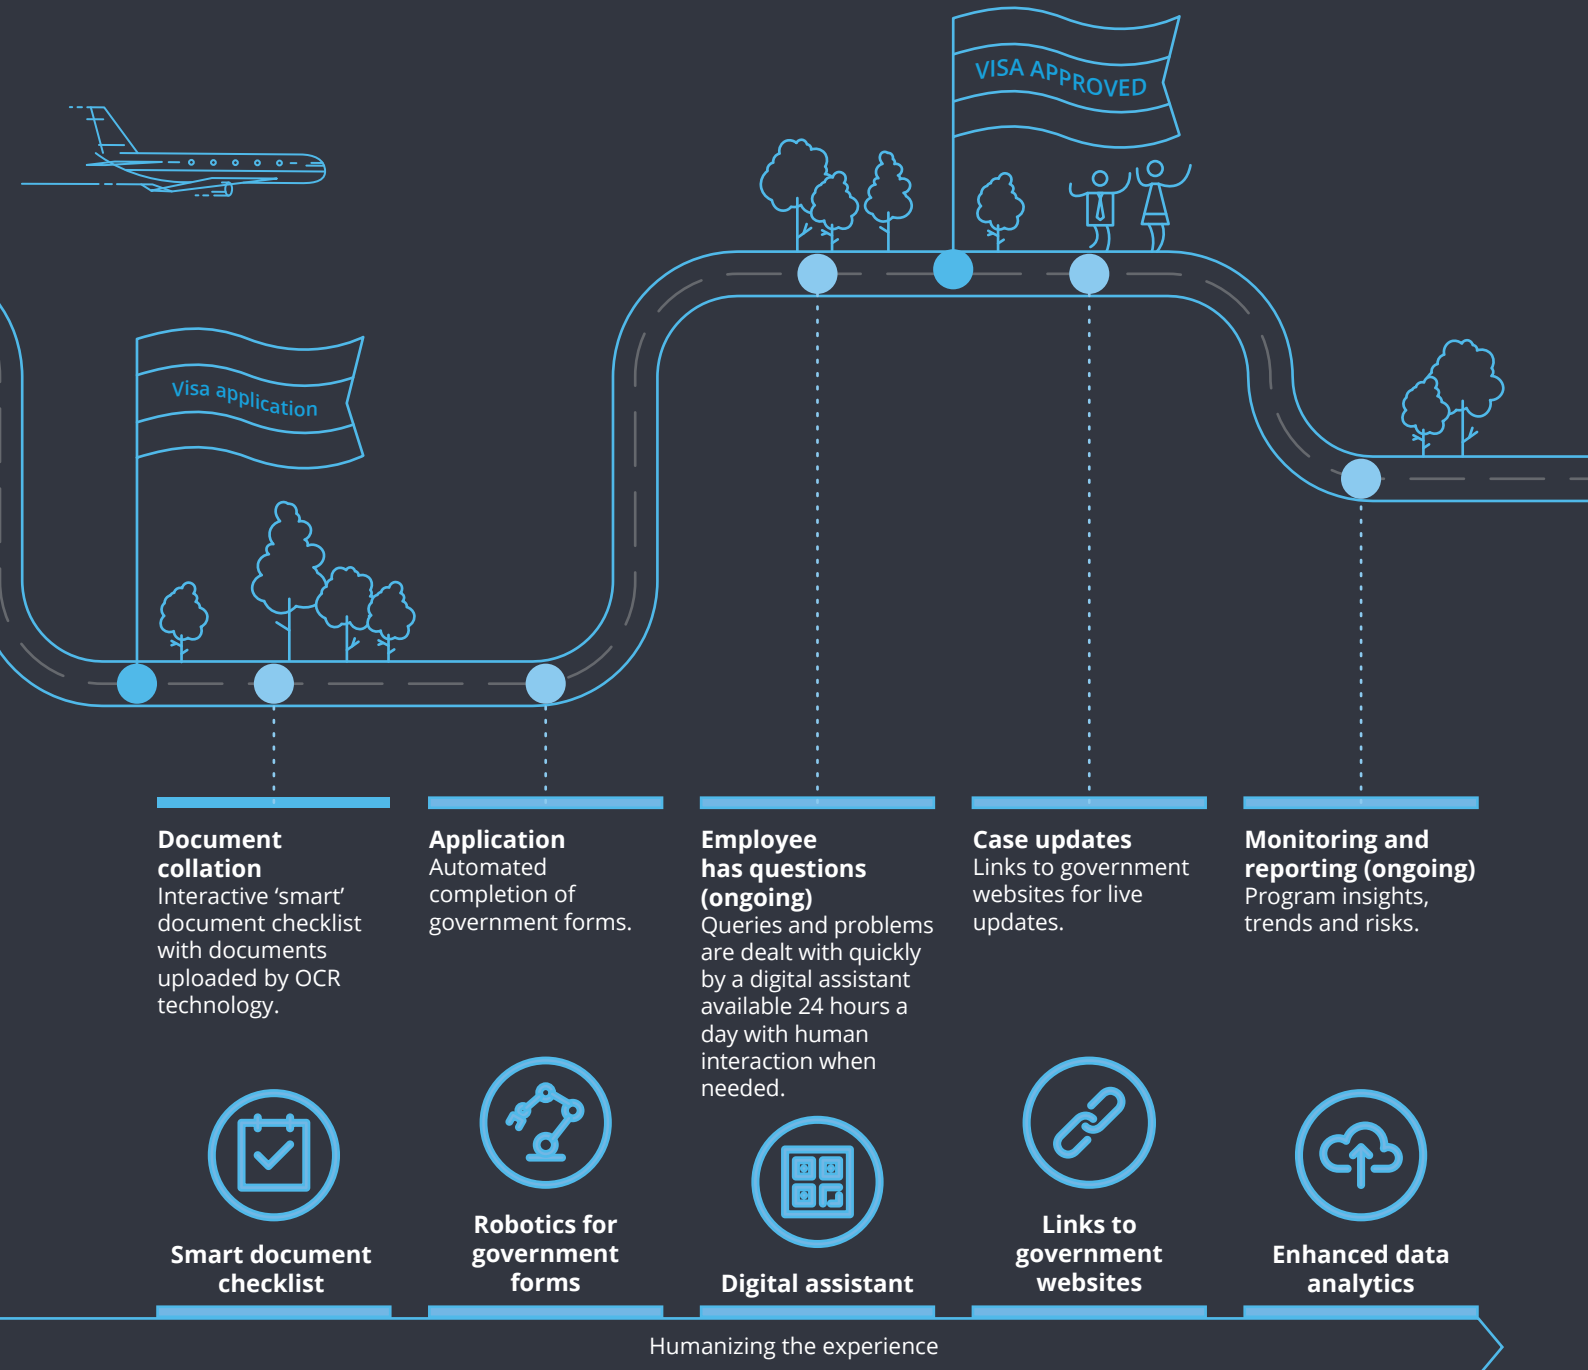 VISA APPROVED
Visa application
Document
collation
Interactive ‘smart’
document checklist
with documents
uploaded by OCR
technology.
Application
Automated
completion of
government forms.
Employee
has questions
(ongoing)
Queries and problems
are dealt with quickly
by a digital assistant
available 24 hours a
day with human
interaction when
needed.
Case updates
Links to government
websites for live
updates.
Monitoring and
reporting (ongoing)
Program insights,
trends and risks.
Smart document
checklist
Robotics for
government
forms
Digital assistant
Links to
government
websites
Enhanced data
analytics
Humanizing the experience